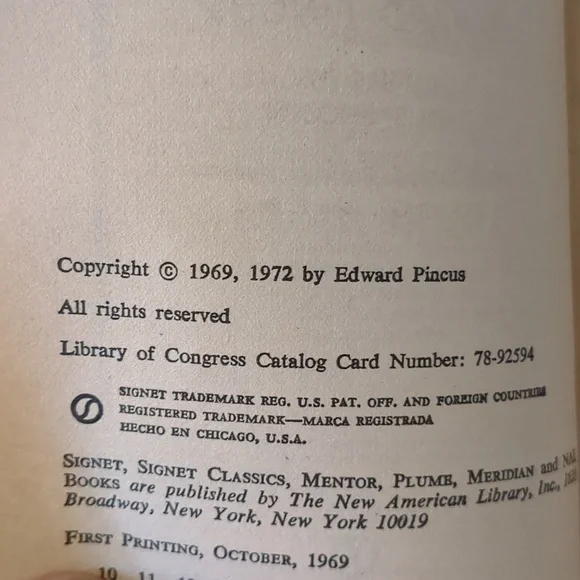 Copyright © 1969, 1972 by Edward Pincus
All rights reserved
Library of Congress Catalog Card Number: 78-92594
SIGNET TRADEMARK REG. U.S. PAT. OFF. AND FOREIGN COUNTRIES
REGISTERED TRADEMARK—MARCA REGISTRADA
HECHO EN CHICAGO, U.S.A.
SIGNET, SIGNET CLASSICS, MENTOR, PLUME, MERIDIAN and NAL
BOOKS are published by The New American Library, Inc.,
Broadway, New York, New York 10019
FIRST PRINTING, OCTOBER, 1969
10 11